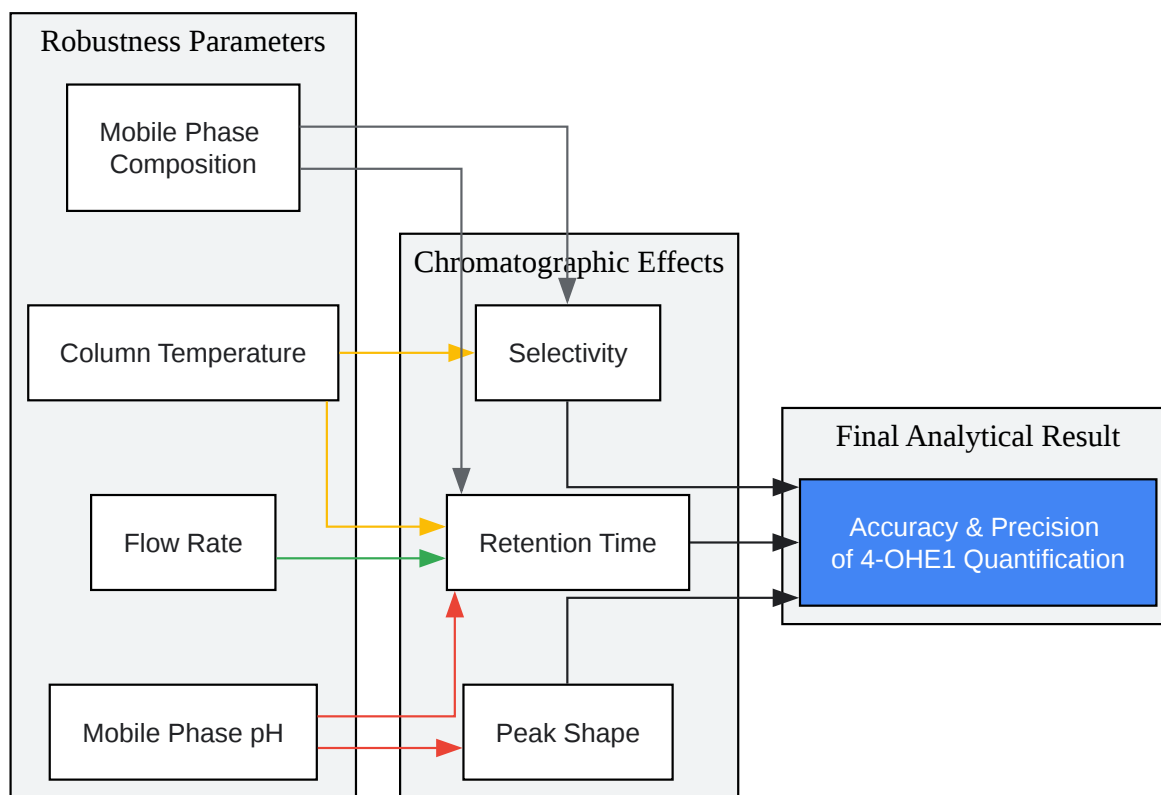 Robustness Parameters
Mobile Phase
Composition
Column Temperature
Flow Rate
Mobile Phase pH
Chromatographic Effects
Selectivity
Retention Time
Peak Shape
Final Analytical Result
Accuracy & Precision
of 4-OHE1 Quantification